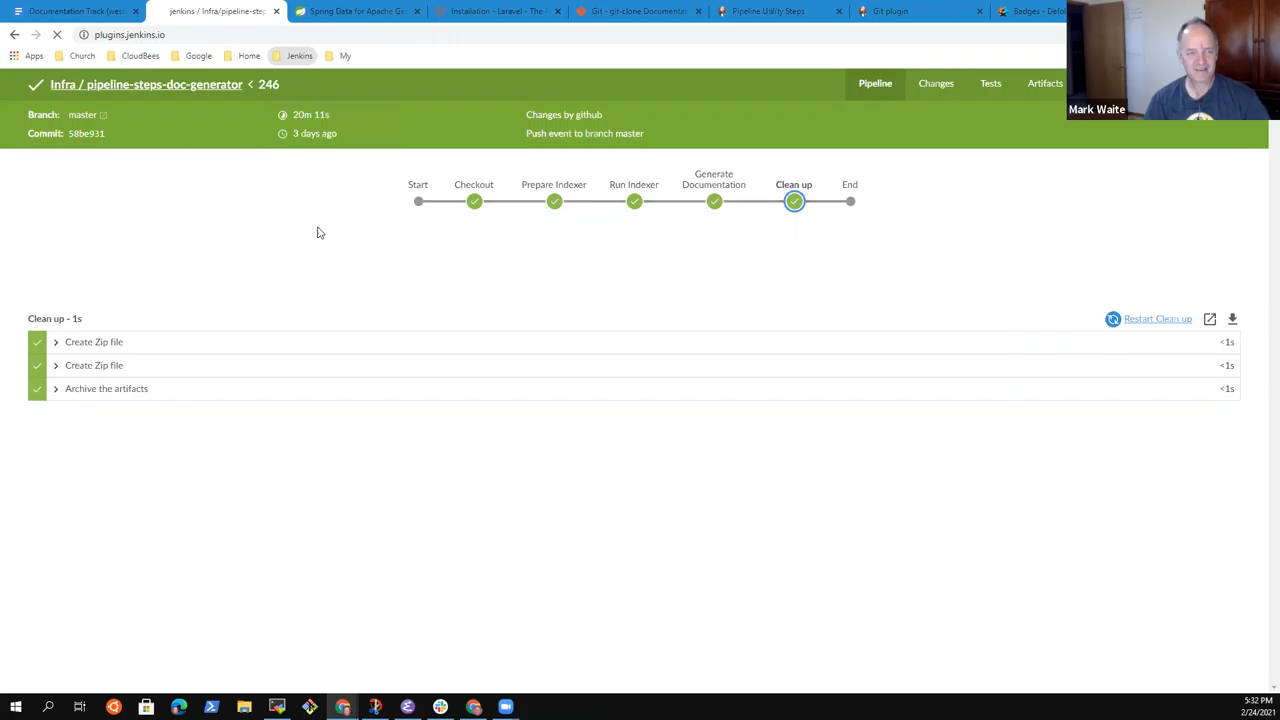 Documentation Track (wes
jenkins / Infra/pipeline-step
Spring Data for Apache Ge
Installation - Laravel - The
Git - git-clone Documentat
Pipeline Utility Steps
Git plugin
Badges - Defol
plugins.jenkins.io
Apps
Church
CloudBees
Google
Home
Jenkins
My
Infra / pipeline-steps-doc-generator < 246
Pipeline
Changes
Tests
Artifacts
Mark Waite
Branch: master
20m 11s
Changes by github
Commit: 58be931
3 days ago
Push event to branch master
Start
Checkout
Prepare Indexer
Run Indexer
Generate
Documentation
Clean up
End
Clean up - 1s
Restart Clean up
Create Zip file
<1s
Create Zip file
<1s
Archive the artifacts
<1s
5:32 PM
2/24/2021